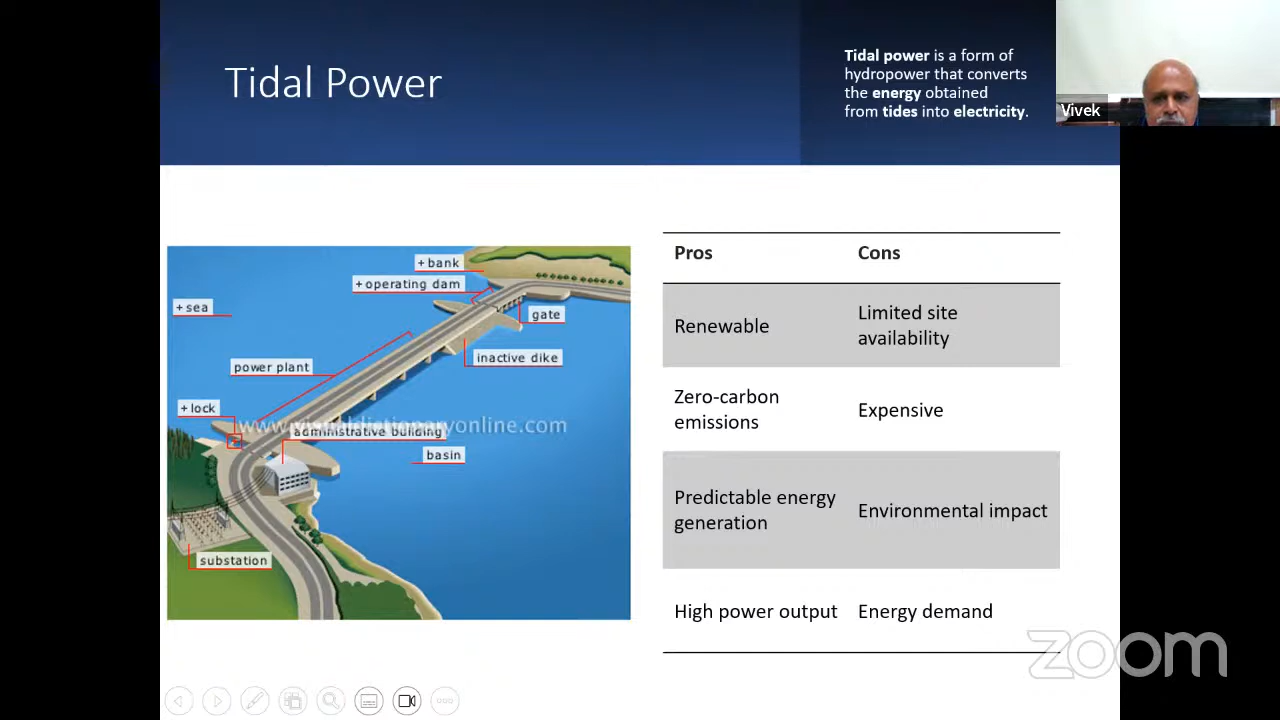 Tidal Power
Tidal power is a form of
hydropower that converts
the energy obtained
from tides into electricity.
Vivek
+ bank
+ operating dam
+ sea
gate
inactive dike
power plant
+ lock
www.visualdictionaryonline.com
administrative building
basin
substation
Pros Cons
Renewable
Limited site
availability
Zero-carbon
emissions
Expensive
Predictable energy
generation
Environmental impact
High power output
Energy demand
zoom